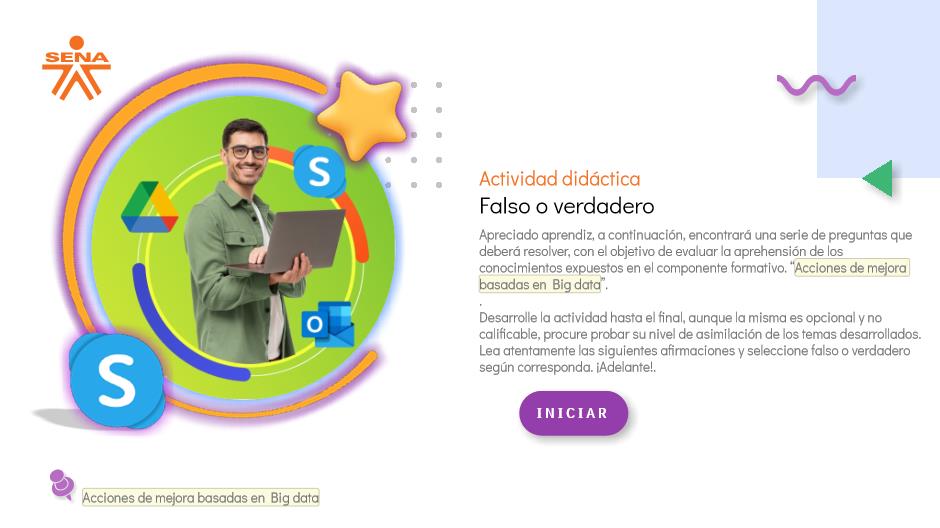 SENA
S
Actividad didáctica
Falso o verdadero
Apreciado aprendiz, a continuación, encontrará una serie de preguntas que
deberá resolver, con el objetivo de evaluar la aprehensión de los
conocimientos expuestos en el componente formativo. “Acciones de mejora
basadas en Big data”.
.
Desarrolle la actividad hasta el final, aunque la misma es opcional y no
calificable, procure probar su nivel de asimilación de los temas desarrollados.
Lea atentamente las siguientes afirmaciones y seleccione falso o verdadero
según corresponda. ¡Adelante!.
O
S
INICIAR
Acciones de mejora basadas en Big data